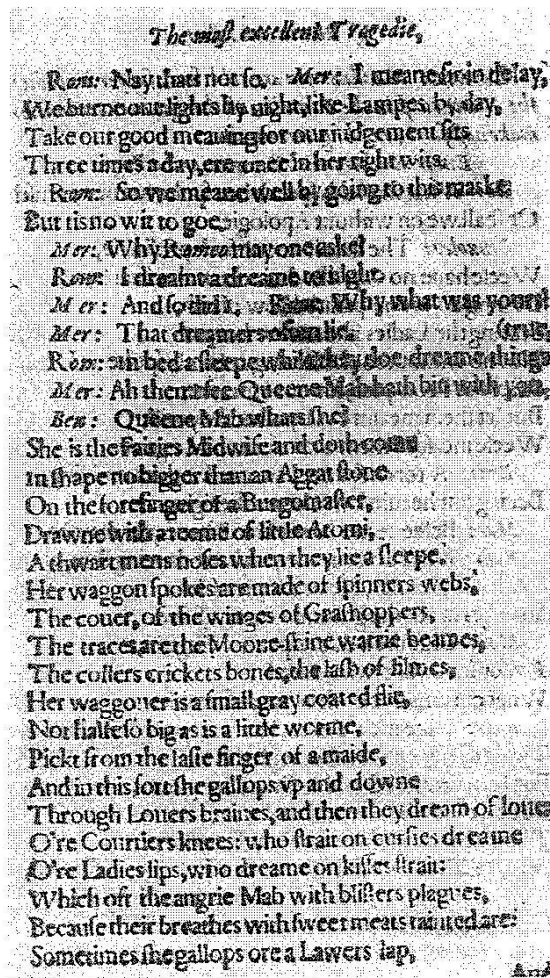 The most excellent Tragedie,
Rom: Nay thats not so. Mer: I meane sir in delay,
We burne out lights by night, like Lampes by day,
Take our good meaning for our iudgement sits
Three times a day, ere once in her right wits.
Rom: So we meane well by going to this maske:
But tis no wit to goe.
Mer: Why Romeo may one aske?
Rom: I dreamt a dreame to night.
Mer: And so did I. Rom: Why what was yours?
Mer: That dreamers often lie. (true,
Rom: In bed a sleepe while they doe dreame things
Mer: Ah then I see Queene Mab hath bin with you,
Ben: Queene Mab whats she?
She is the Fairies Midwife and doth come
In shape no bigger than an Aggat stone
On the forefinger of a Burgomaster,
Drawne with a teeme of little Atomi,
A thwart mens noses when they lie a sleepe.
Her waggon spokes are made of spinners webs,
The couer, of the winges of Grashoppers,
The traces are the Moone-shine watrie beames,
The collers crickets bones, the lash of filmes,
Her waggoner is a small gray coated flie,
Not halfe so big as is a little worme,
Pickt from the lasie finger of a maide,
And in this sort she gallops vp and downe
Through Louers braines, and then they dream of loue:
O're Courtiers knees: who strait on cursies dreame
O're Ladies lips, who dreame on kisses strait:
Which oft the angrie Mab with blisters plagues,
Because their breathes with sweet meats tainted are:
Sometimes she gallops ore a Lawers lap,
And